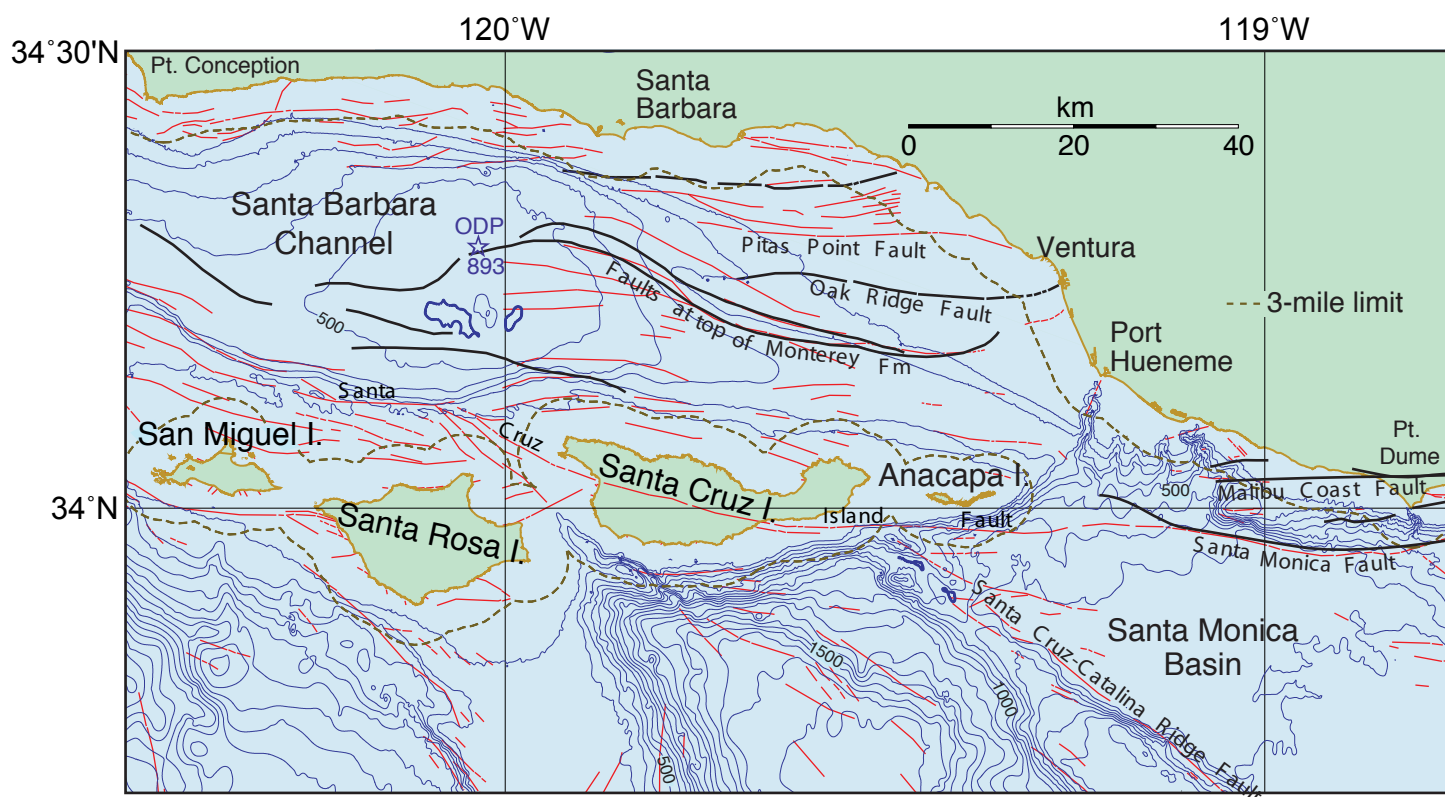 120˚W
119˚W
34˚30'N
Pt. Conception
Santa
Barbara
km
0
20
40
Santa Barbara
Channel
ODP
893
Pitas Point Fault
Ventura
Oak Ridge Fault
Faults at top of Monterey Fm
3-mile limit
500
Port
Hueneme
Santa
Cruz
San Miguel I.
Santa Cruz I.
Anacapa I.
Pt.
Dume
500
Malibu Coast Fault
34˚N
Santa Rosa I.
Island
Fault
Santa Monica Fault
Santa Cruz-Catalina Ridge Fault
Santa Monica
Basin
1500
1000
500